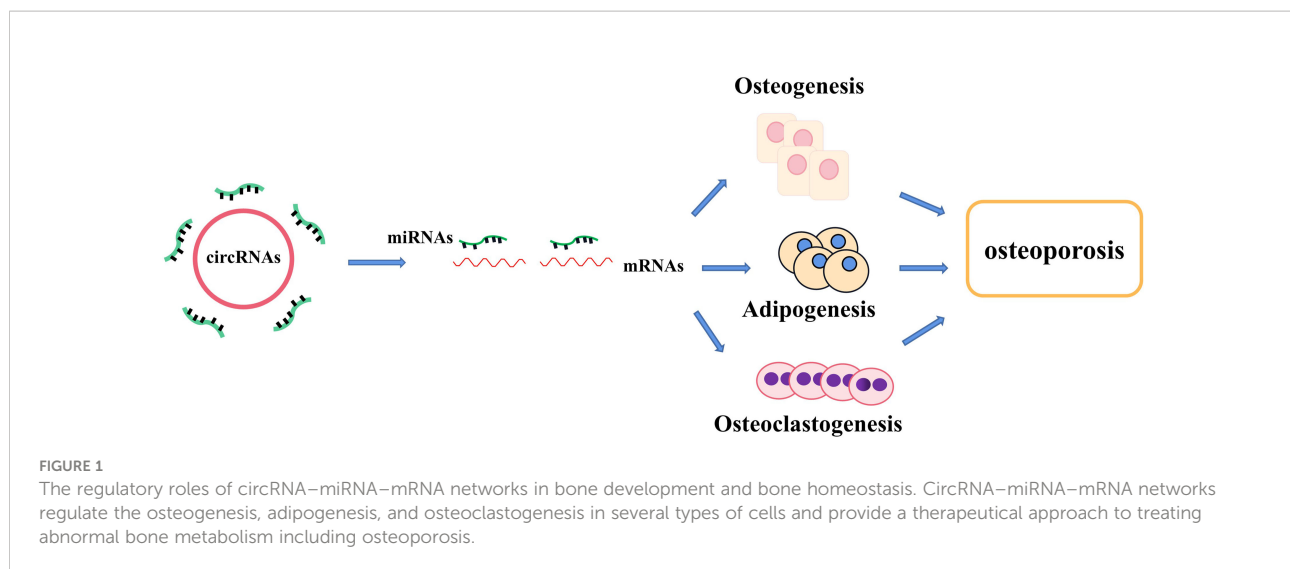 Osteogenesis
circRNAs
miRNAs
mRNAs
Adipogenesis
osteoporosis
Osteoclastogenesis
FIGURE 1
The regulatory roles of circRNA–miRNA–mRNA networks in bone development and bone homeostasis. CircRNA–miRNA–mRNA networks
regulate the osteogenesis, adipogenesis, and osteoclastogenesis in several types of cells and provide a therapeutical approach to treating
abnormal bone metabolism including osteoporosis.